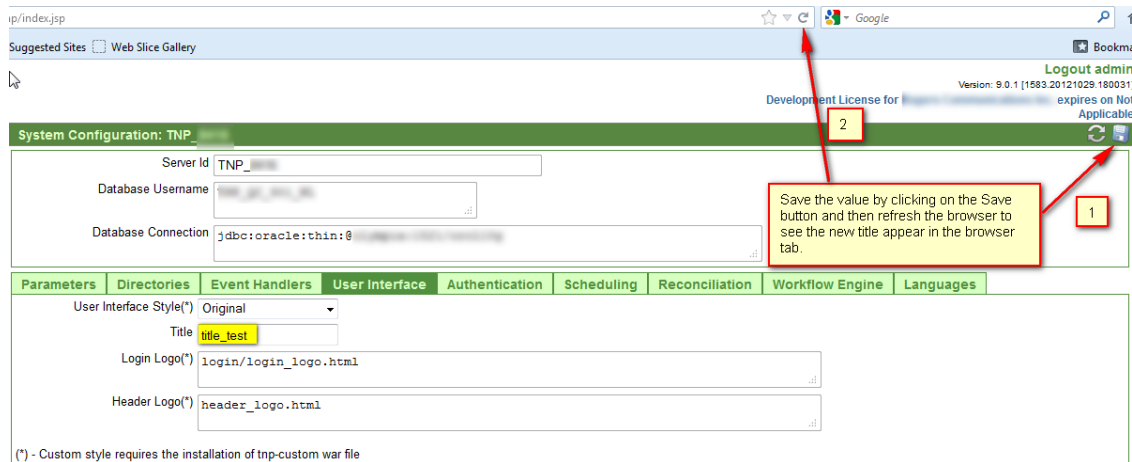 ap/index.jsp
Google
Suggested Sites Web Slice Gallery
Bookma
Logout admin
Version: 9.0.1 [1583.20121029.180031]
Development License for expires on Not
Applicable
2
System Configuration: TNP_
Server Id TNP_
Database Username
Save the value by clicking on the Save
button and then refresh the browser to
see the new title appear in the browser
tab.
1
Database Connection jdbc:oracle:thin:@
Parameters Directories Event Handlers User Interface Authentication Scheduling Reconciliation Workflow Engine Languages
User Interface Style(*) Original
Title title_test
Login Logo(*) login/login_logo.html
Header Logo(*) header_logo.html
(*) - Custom style requires the installation of tnp-custom war file